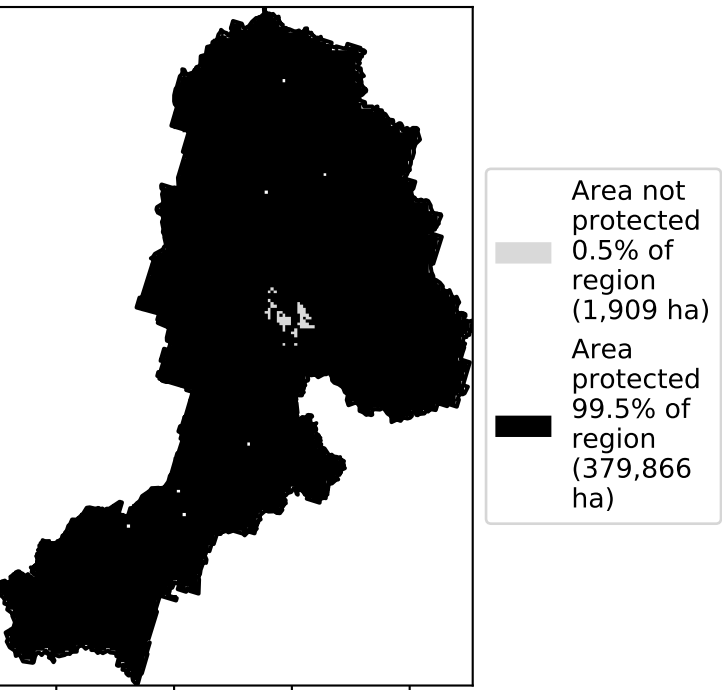 Area not
protected
0.5% of
region
(1,909 ha)
Area
protected
99.5% of
region
(379,866
ha)